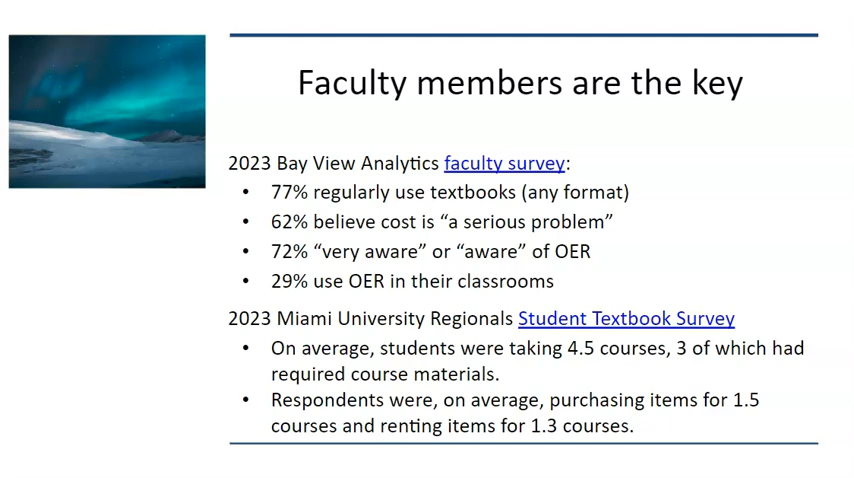 Faculty members are the key
2023 Bay View Analytics faculty survey:
• 77% regularly use textbooks (any format)
• 62% believe cost is “a serious problem”
• 72% “very aware” or “aware” of OER
• 29% use OER in their classrooms
2023 Miami University Regionals Student Textbook Survey
• On average, students were taking 4.5 courses, 3 of which had
required course materials.
• Respondents were, on average, purchasing items for 1.5
courses and renting items for 1.3 courses.